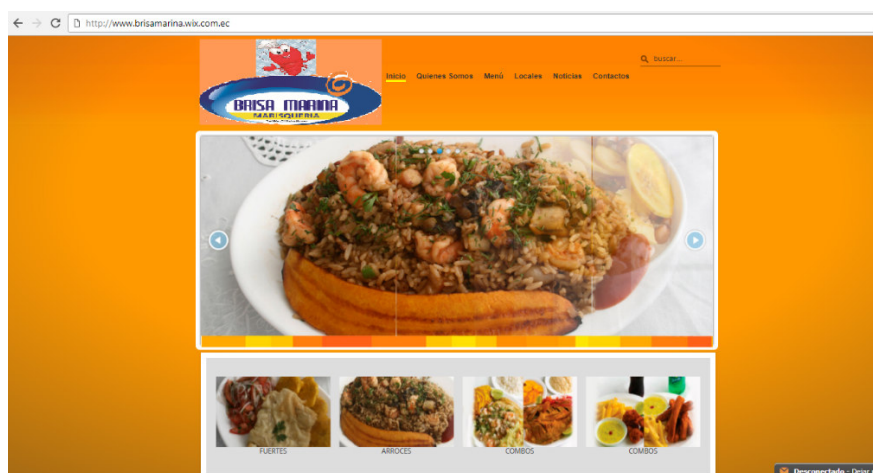 http://www.brisamarina.wix.com.ec
buscar...
Inicio Quienes Somos Menú Locales Noticias Contactos
BRISA MARINA
MARISQUERIA
FUERTES ARROCES COMBOS COMBOS
Desconectado - Dejar